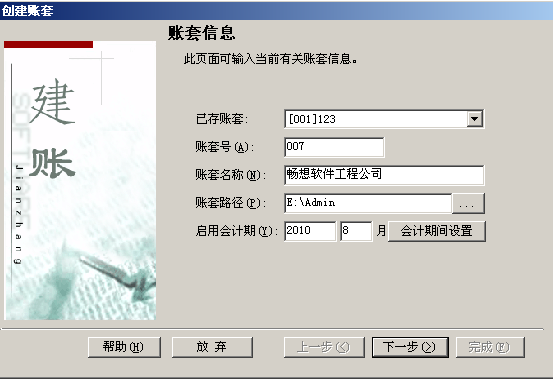 创建账套
账套信息
此页面可输入当前有关账套信息。
建账
Jianzhang
已存账套: [001]123
账套号(A): 007
账套名称(N): 畅想软件工程公司
账套路径(P): E:\Admin ...
启用会计期(Y): 2010 8 月 会计期间设置
帮助(H) 放 弃 上一步(<) 下一步(>) 完成(F)